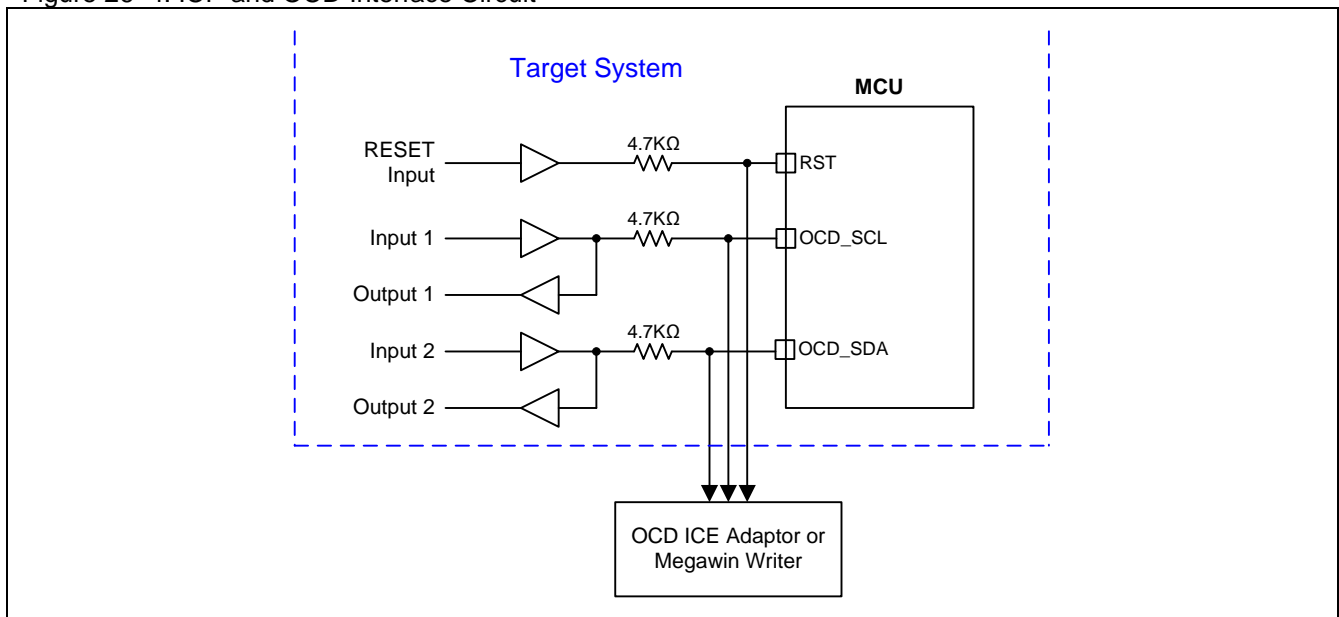 Target System
MCU
RESET
Input
4.7KΩ
RST
Input 1
4.7KΩ
OCD_SCL
Output 1
Input 2
4.7KΩ
OCD_SDA
Output 2
OCD ICE Adaptor or
Megawin Writer